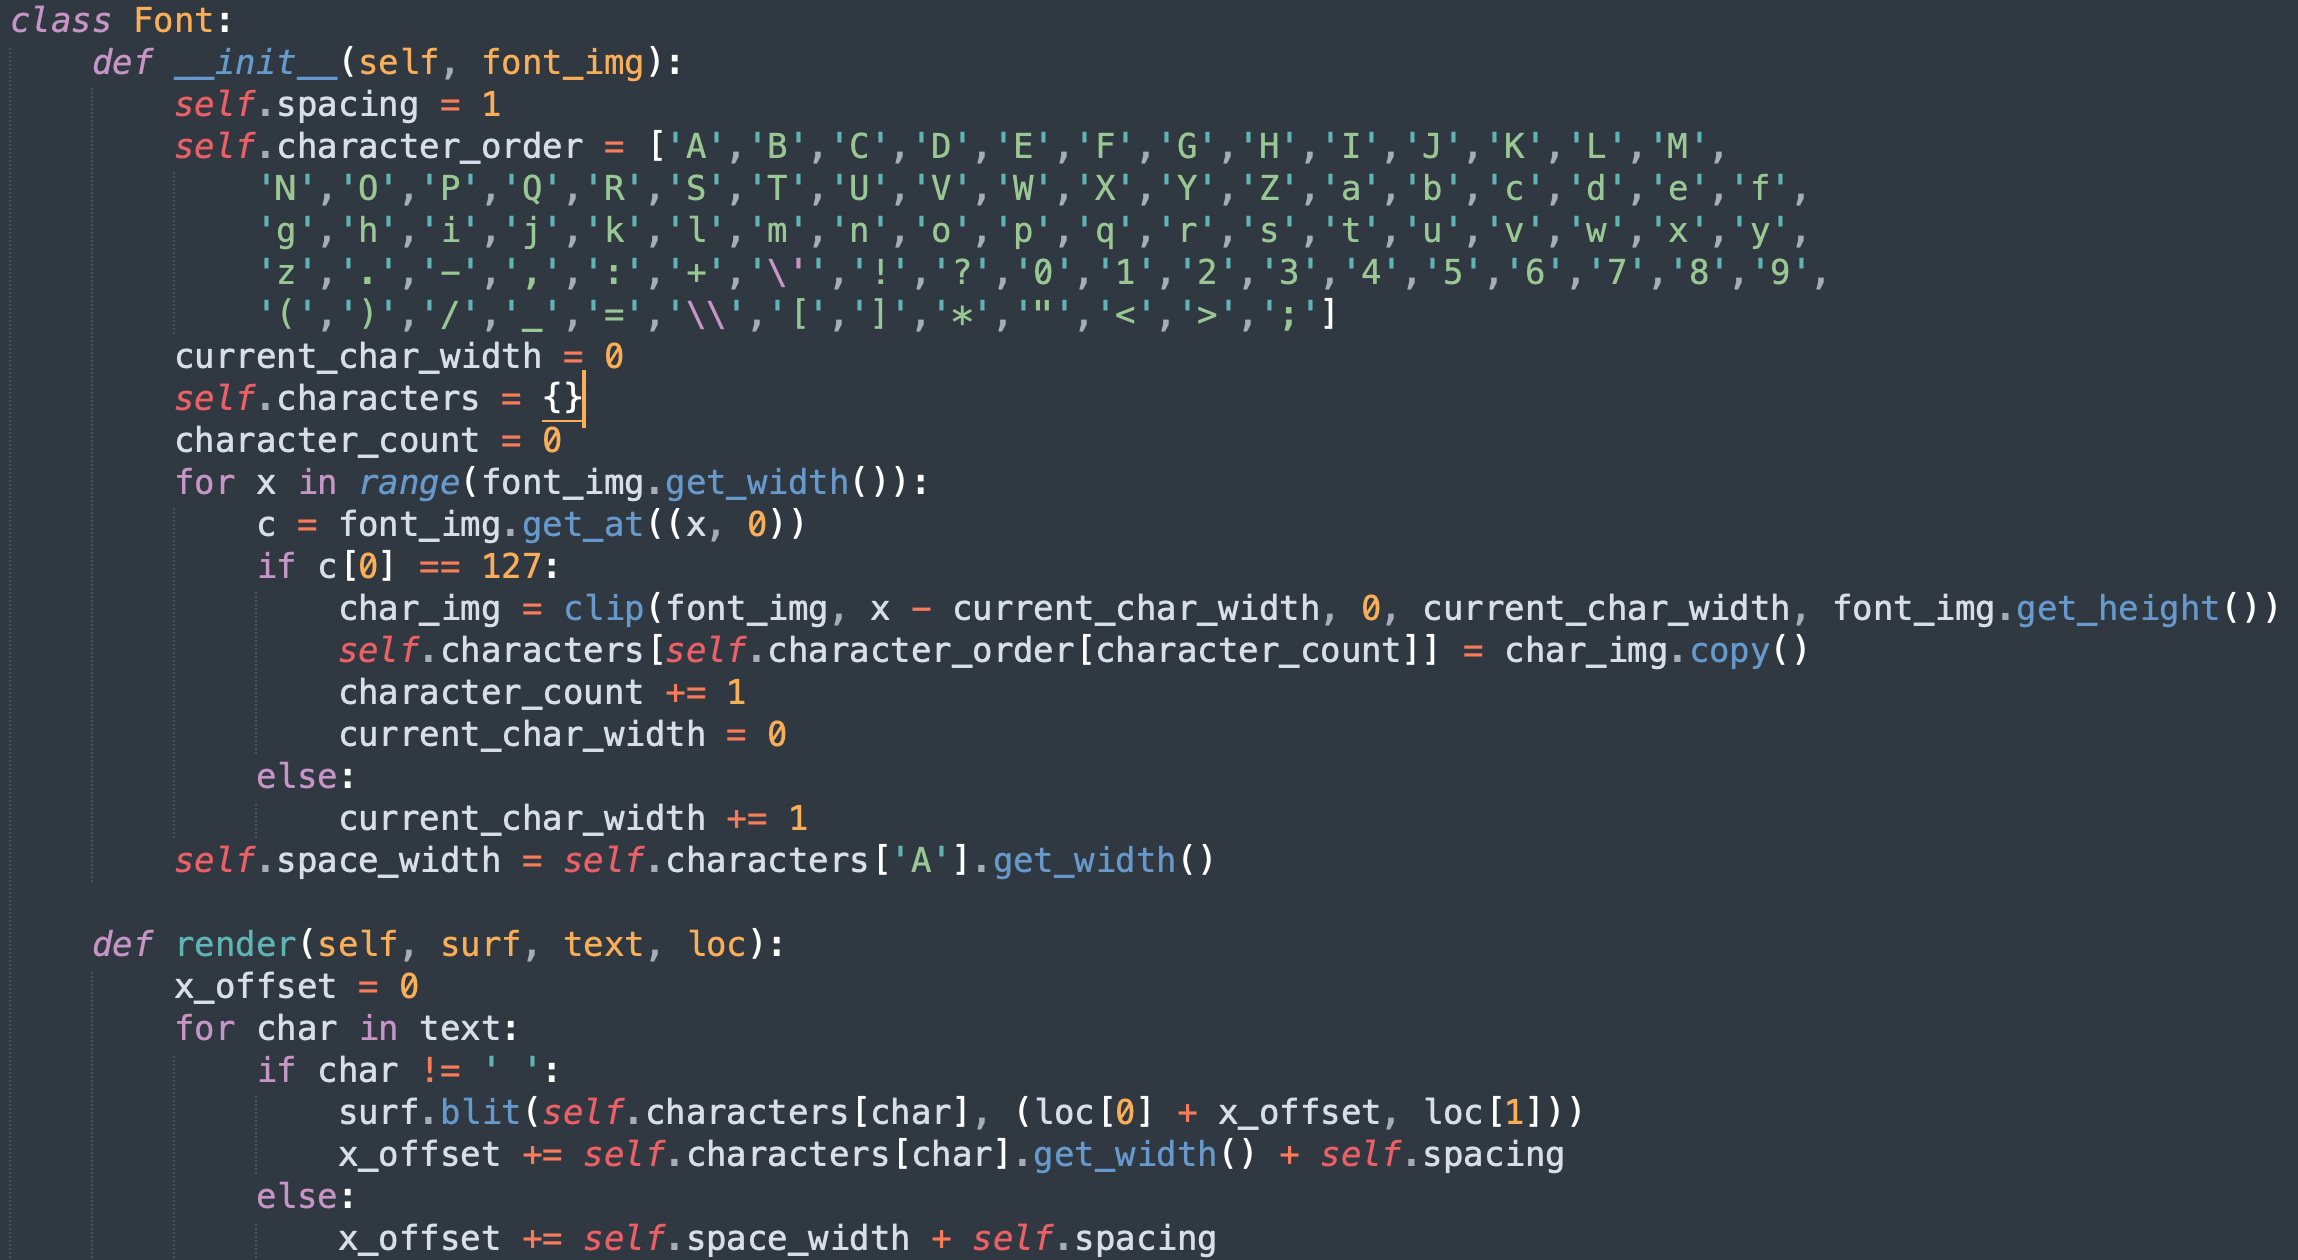 class Font:
    def __init__(self, font_img):
        self.spacing = 1
        self.character_order = ['A','B','C','D','E','F','G','H','I','J','K','L','M',
            'N','O','P','Q','R','S','T','U','V','W','X','Y','Z','a','b','c','d','e','f',
            'g','h','i','j','k','l','m','n','o','p','q','r','s','t','u','v','w','x','y',
            'z','.','-',',',':','+','\'','!','?','0','1','2','3','4','5','6','7','8','9',
            '(',')','/','_','=','\\','[',']','*','"','<','>',';']
        current_char_width = 0
        self.characters = {}
        character_count = 0
        for x in range(font_img.get_width()):
            c = font_img.get_at((x, 0))
            if c[0] == 127:
                char_img = clip(font_img, x - current_char_width, 0, current_char_width, font_img.get_height())
                self.characters[self.character_order[character_count]] = char_img.copy()
                character_count += 1
                current_char_width = 0
            else:
                current_char_width += 1
        self.space_width = self.characters['A'].get_width()

    def render(self, surf, text, loc):
        x_offset = 0
        for char in text:
            if char != ' ':
                surf.blit(self.characters[char], (loc[0] + x_offset, loc[1]))
                x_offset += self.characters[char].get_width() + self.spacing
            else:
                x_offset += self.space_width + self.spacing